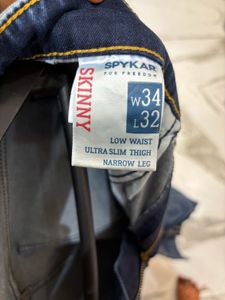 SPYKAR
FOR FREEDOM
SKINNY
W34
L32
LOW WAIST
ULTRA SLIM THIGH
NARROW LEG